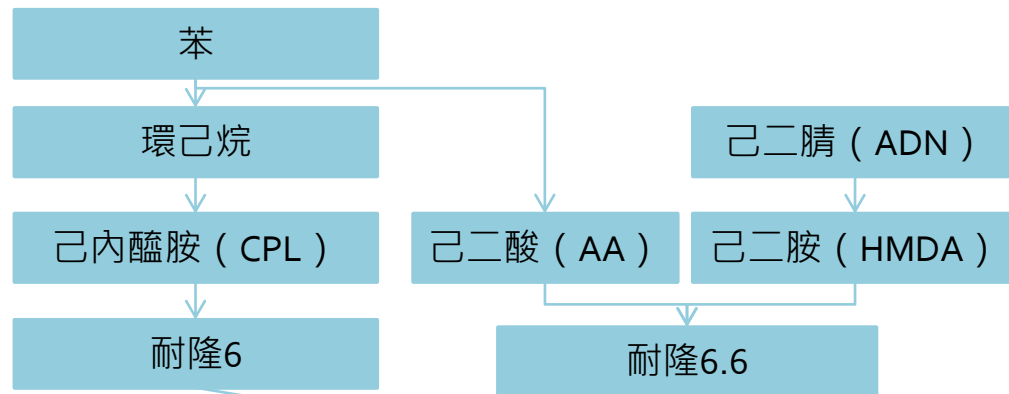 苯
環己烷
己二腈（ADN）
己內醯胺（CPL）
己二酸（AA）
己二胺（HMDA）
耐隆6
耐隆6.6